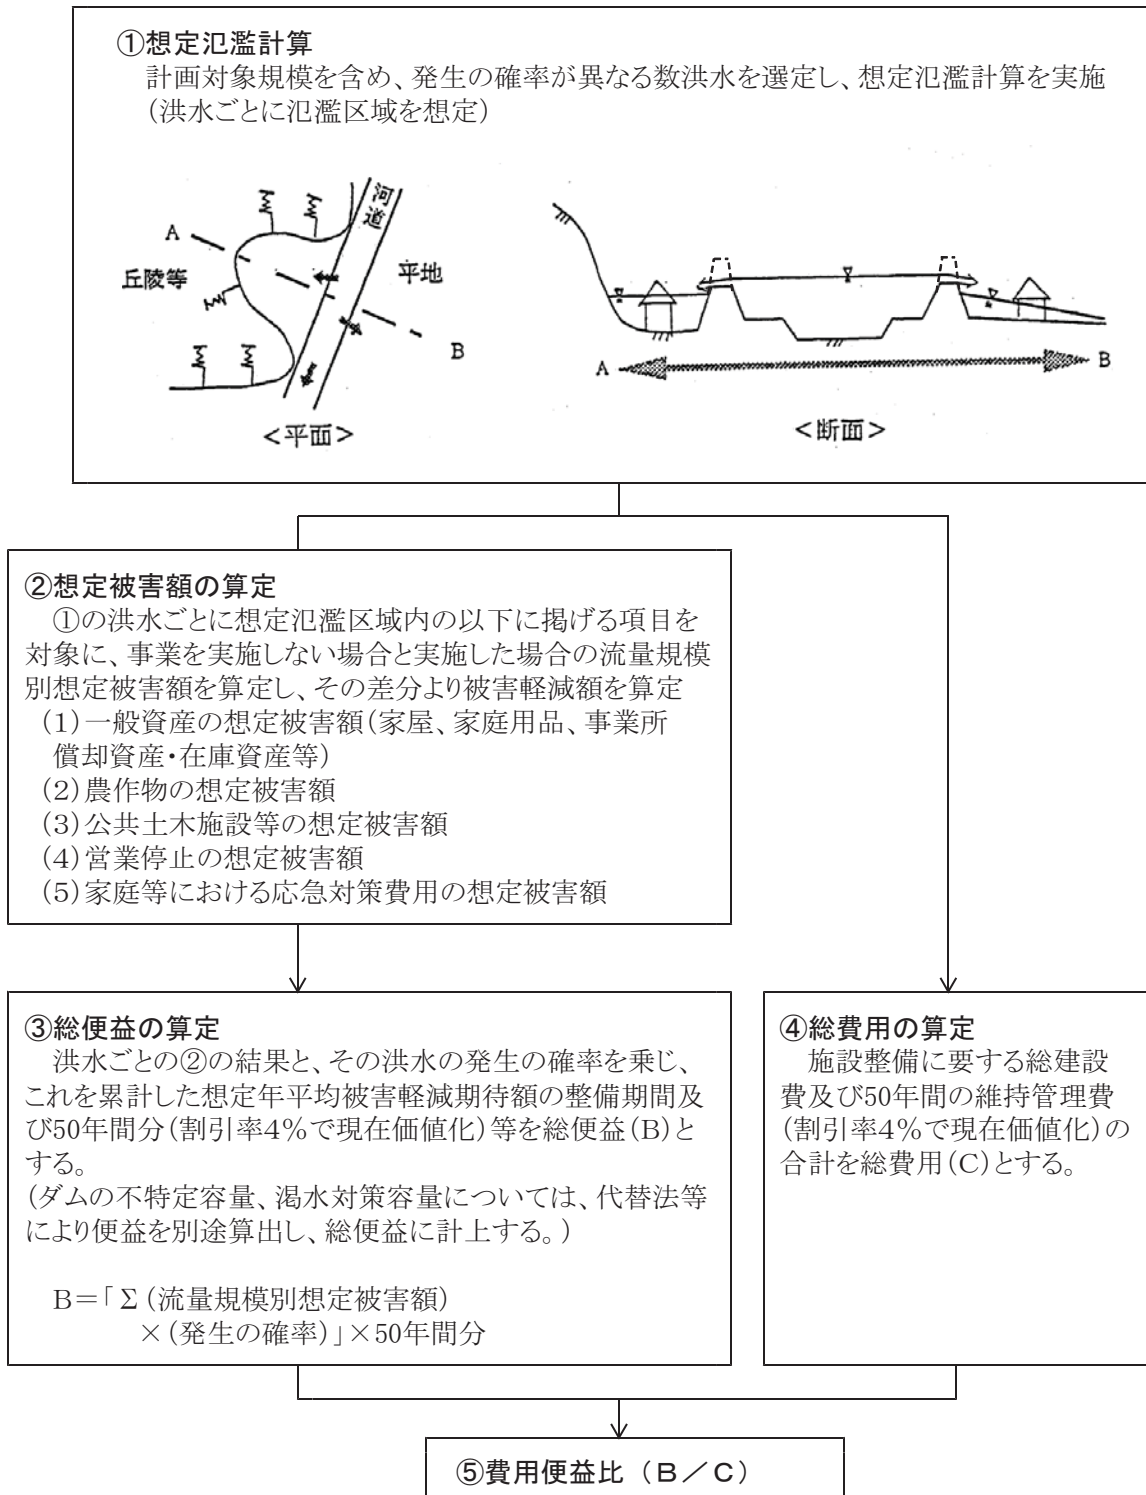 ①想定氾濫計算
計画対象規模を含め、発生の確率が異なる数洪水を選定し、想定氾濫計算を実施
（洪水ごとに氾濫区域を想定）
河道
A
丘陵等
平地
B
＜平面＞
A
B
＜断面＞
②想定被害額の算定
①の洪水ごとに想定氾濫区域内の以下に掲げる項目を
対象に、事業を実施しない場合と実施した場合の流量規模
別想定被害額を算定し、その差分より被害軽減額を算定
（１）一般資産の想定被害額（家屋、家庭用品、事業所
償却資産・在庫資産等）
（２）農作物の想定被害額
（３）公共土木施設等の想定被害額
（４）営業停止の想定被害額
（５）家庭等における応急対策費用の想定被害額
③総便益の算定
洪水ごとの②の結果と、その洪水の発生の確率を乗じ、
これを累計した想定年平均被害軽減期待額の整備期間及
び50年間分（割引率４％で現在価値化）等を総便益（B）と
する。
（ダムの不特定容量、渇水対策容量については、代替法等
により便益を別途算出し、総便益に計上する。）
B＝「Σ（流量規模別想定被害額）
×（発生の確率）」×50年間分
④総費用の算定
施設整備に要する総建設
費及び50年間の維持管理費
（割引率４％で現在価値化）の
合計を総費用（C）とする。
⑤費用便益比（Ｂ／Ｃ）